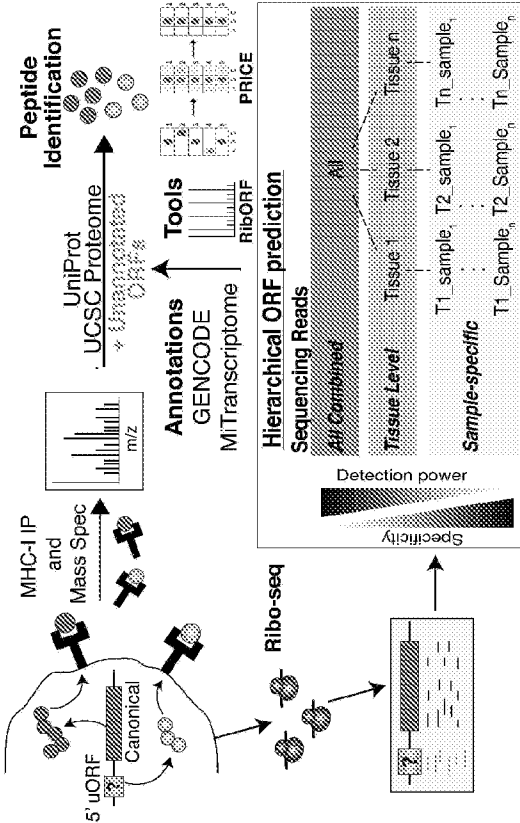 5' uORF
?
Canonical
MHC-I IP
and
Mass Spec
m/z
UniProt
UCSC Proteome
+ Unannotated
ORFs
Peptide
Identification
Annotations
GENCODE
MiTranscriptome
Tools
RibORF
PRICE
Ribo-seq
?
Detection power
Specificity
Hierarchical ORF prediction
Sequencing Reads
All Combined
All
Tissue Level
Tissue 1
Tissue 2
Tissue n
Sample-specific
T1_sample1
T2_sample1
Tn_sample1
T1_Samplen
T2_Samplen
Tn_Samplen